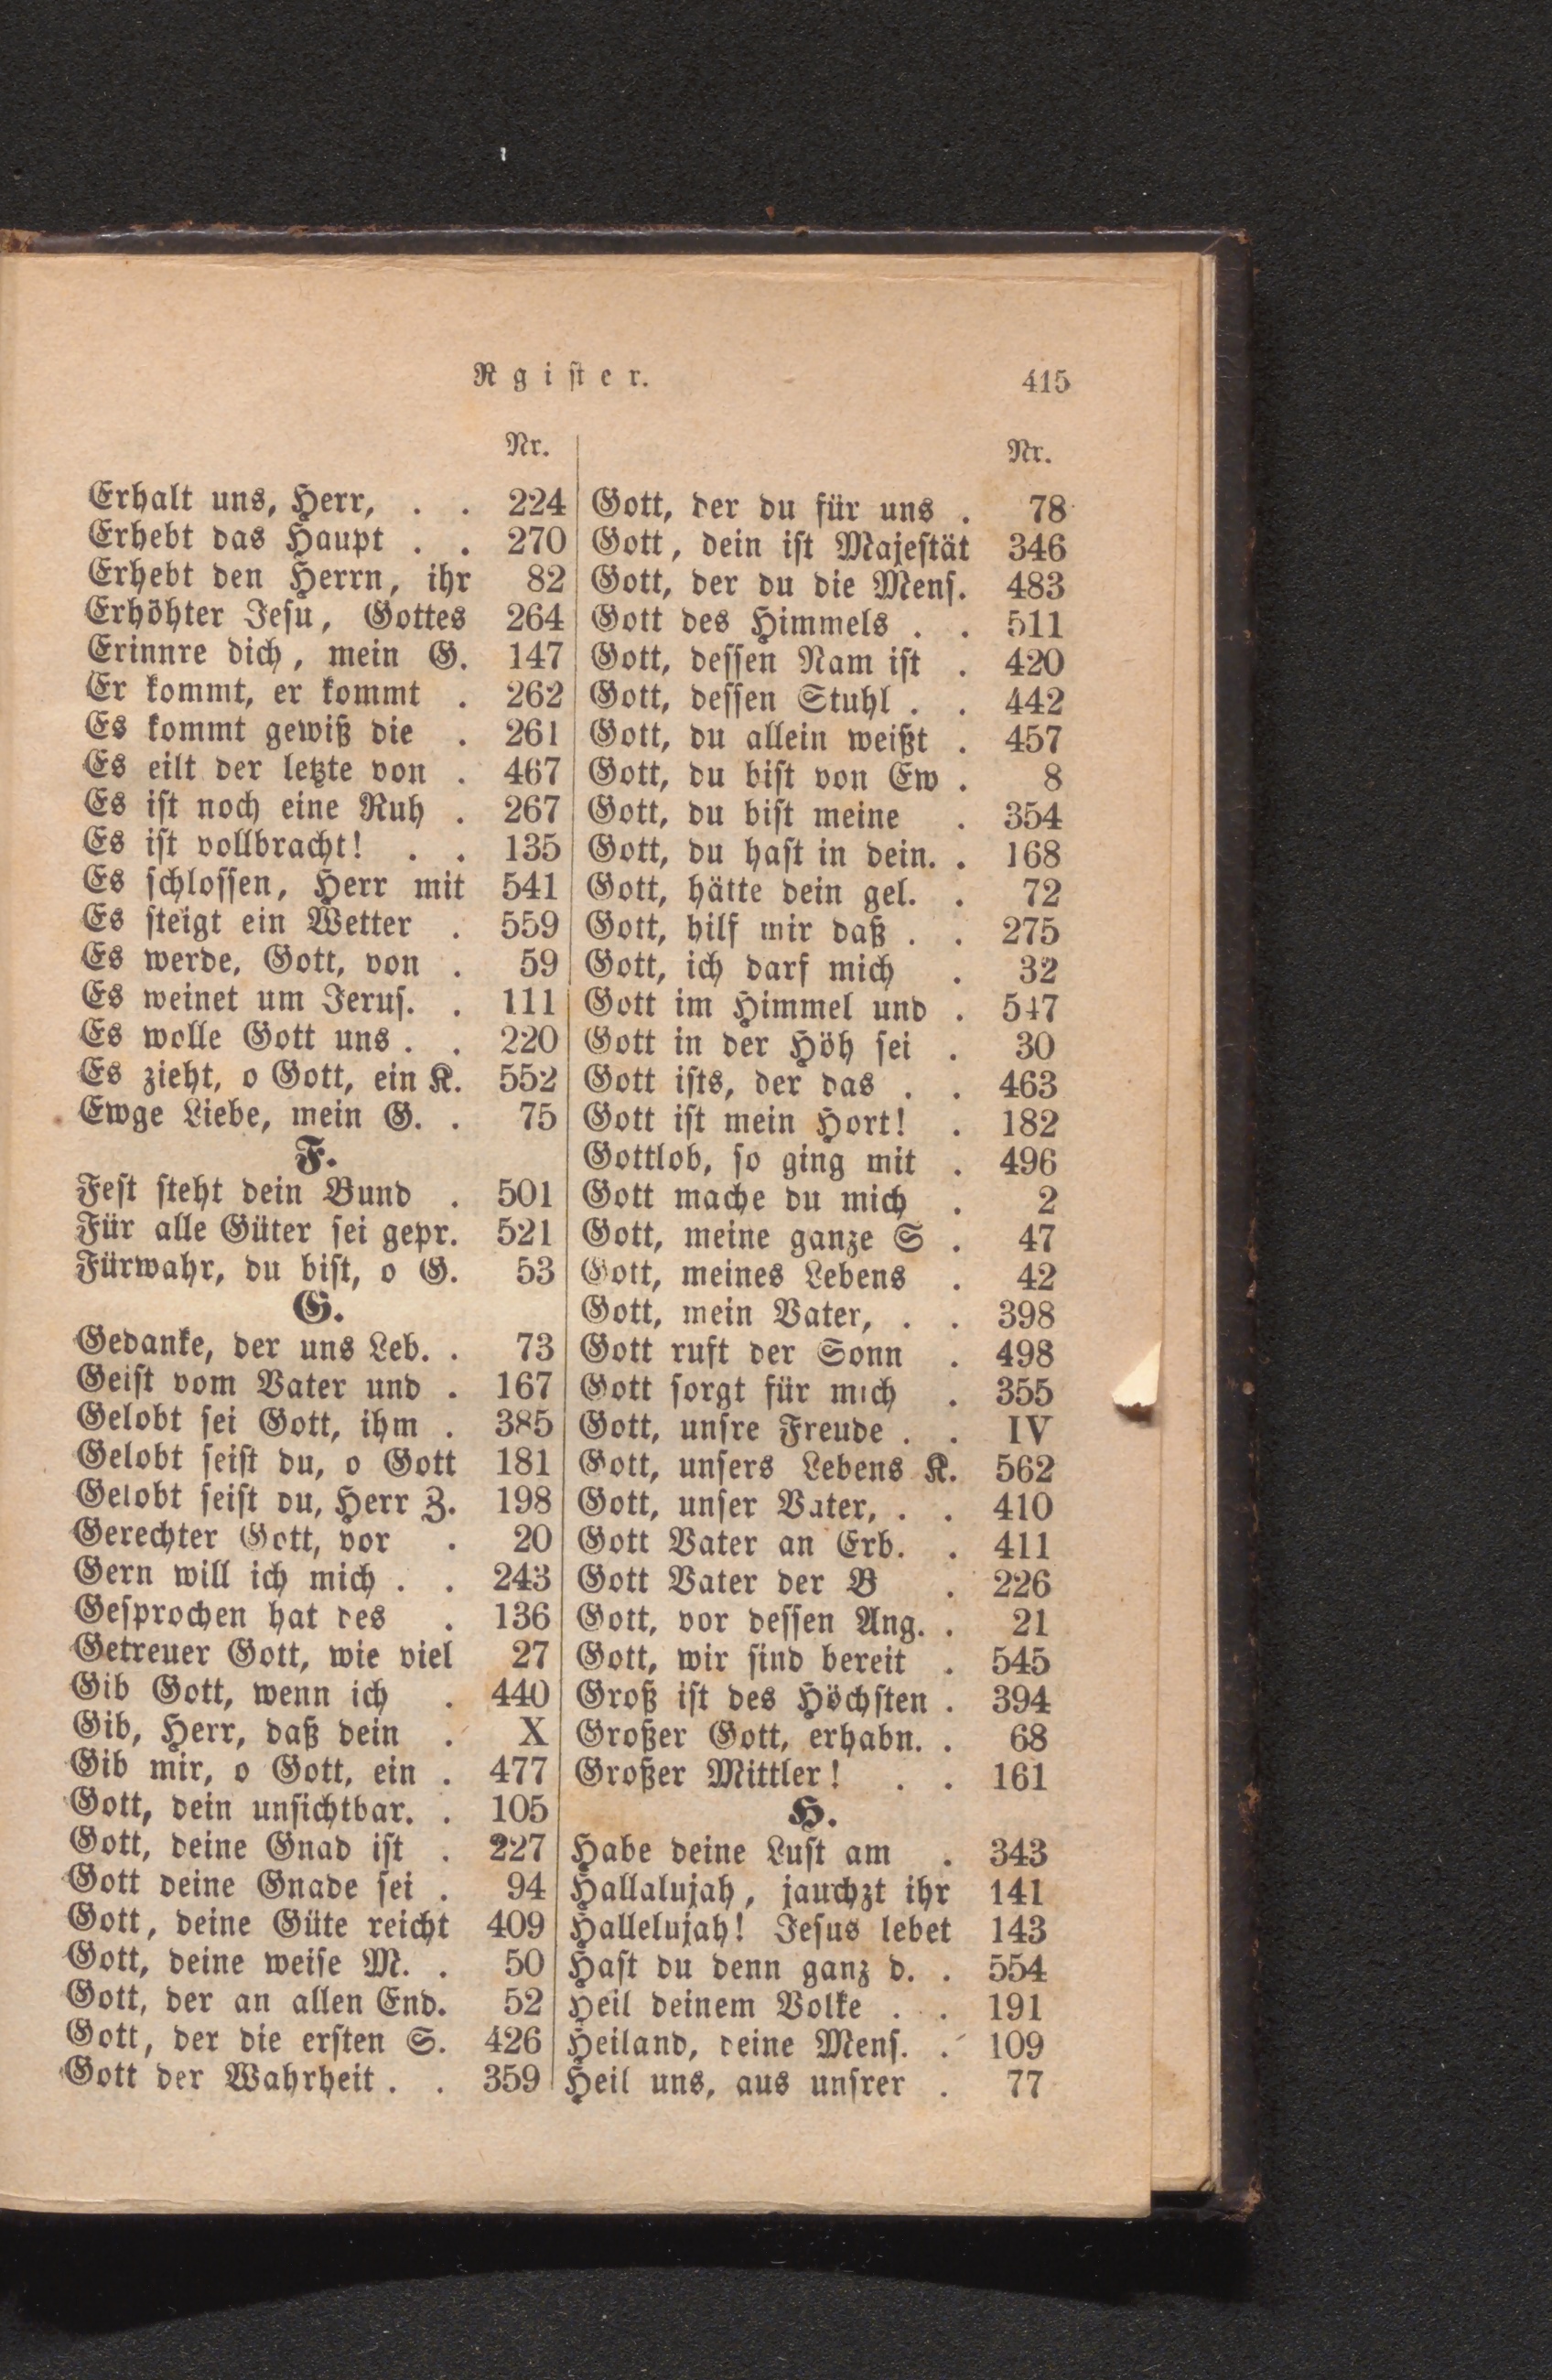 Rgister.
415
Nr.
Erhalt uns, Herr, . . 224
Erhebt das Haupt . . 270
Erhebt den Herrn, ihr 82
Erhöhter Jesu, Gottes 264
Erinnre dich, mein G. 147
Er kommt, er kommt . 262
Es kommt gewiß die . 261
Es eilt der letzte von . 467
Es ist noch eine Ruh . 267
Es ist vollbracht! . . 135
Es schlossen, Herr mit 541
Es steigt ein Wetter . 559
Es werde, Gott, von . 59
Es weinet um Jerus. . 111
Es wolle Gott uns . . 220
Es zieht, o Gott, ein K. 552
Ewge Liebe, mein G. . 75
F.
Fest steht dein Bund . 501
Für alle Güter sei gepr. 521
Fürwahr, du bist, o G. 53
G.
Gedanke, der uns Leb. . 73
Geist vom Vater und . 167
Gelobt sei Gott, ihm . 385
Gelobt seist du, o Gott 181
Gelobt seist du, Herr Z. 198
Gerechter Gott, vor . 20
Gern will ich mich . . 243
Gesprochen hat des . 136
Getreuer Gott, wie viel 27
Gib Gott, wenn ich . 440
Gib, Herr, daß dein . X
Gib mir, o Gott, ein . 477
Gott, dein unsichtbar. . 105
Gott, deine Gnad ist . 227
Gott deine Gnade sei . 94
Gott, deine Güte reicht 409
Gott, deine weise M. . 50
Gott, der an allen End. 52
Gott, der die ersten S. 426
Gott der Wahrheit . . 359
Nr.
Gott, der du für uns . 78
Gott, dein ist Majestät 346
Gott, der du die Mens. 483
Gott des Himmels . . 511
Gott, dessen Nam ist . 420
Gott, dessen Stuhl . . 442
Gott, du allein weißt . 457
Gott, du bist von Ew . 8
Gott, du bist meine . 354
Gott, du hast in dein. . 168
Gott, hätte dein gel. . 72
Gott, hilf mir daß . . 275
Gott, ich darf mich . 32
Gott im Himmel und . 547
Gott in der Höh sei . 30
Gott ists, der das . . 463
Gott ist mein Hort! . 182
Gottlob, so ging mit . 496
Gott mache du mich . 2
Gott, meine ganze S . 47
Gott, meines Lebens . 42
Gott, mein Vater, . . 398
Gott ruft der Sonn . 498
Gott sorgt für mich . 355
Gott, unsre Freude . . IV
Gott, unsers Lebens K. 562
Gott, unser Vater, . . 410
Gott Vater an Erb. . 411
Gott Vater der B . 226
Gott, vor dessen Ang. . 21
Gott, wir sind bereit . 545
Groß ist des Höchsten . 394
Großer Gott, erhabn. . 68
Großer Mittler! . . 161
H.
Habe deine Lust am . 343
Hallalujah, jauchzt ihr 141
Hallelujah! Jesus lebet 143
Hast du denn ganz d. . 554
Heil deinem Volke . . 191
Heiland, deine Mens. . 109
Heil uns, aus unsrer . 77